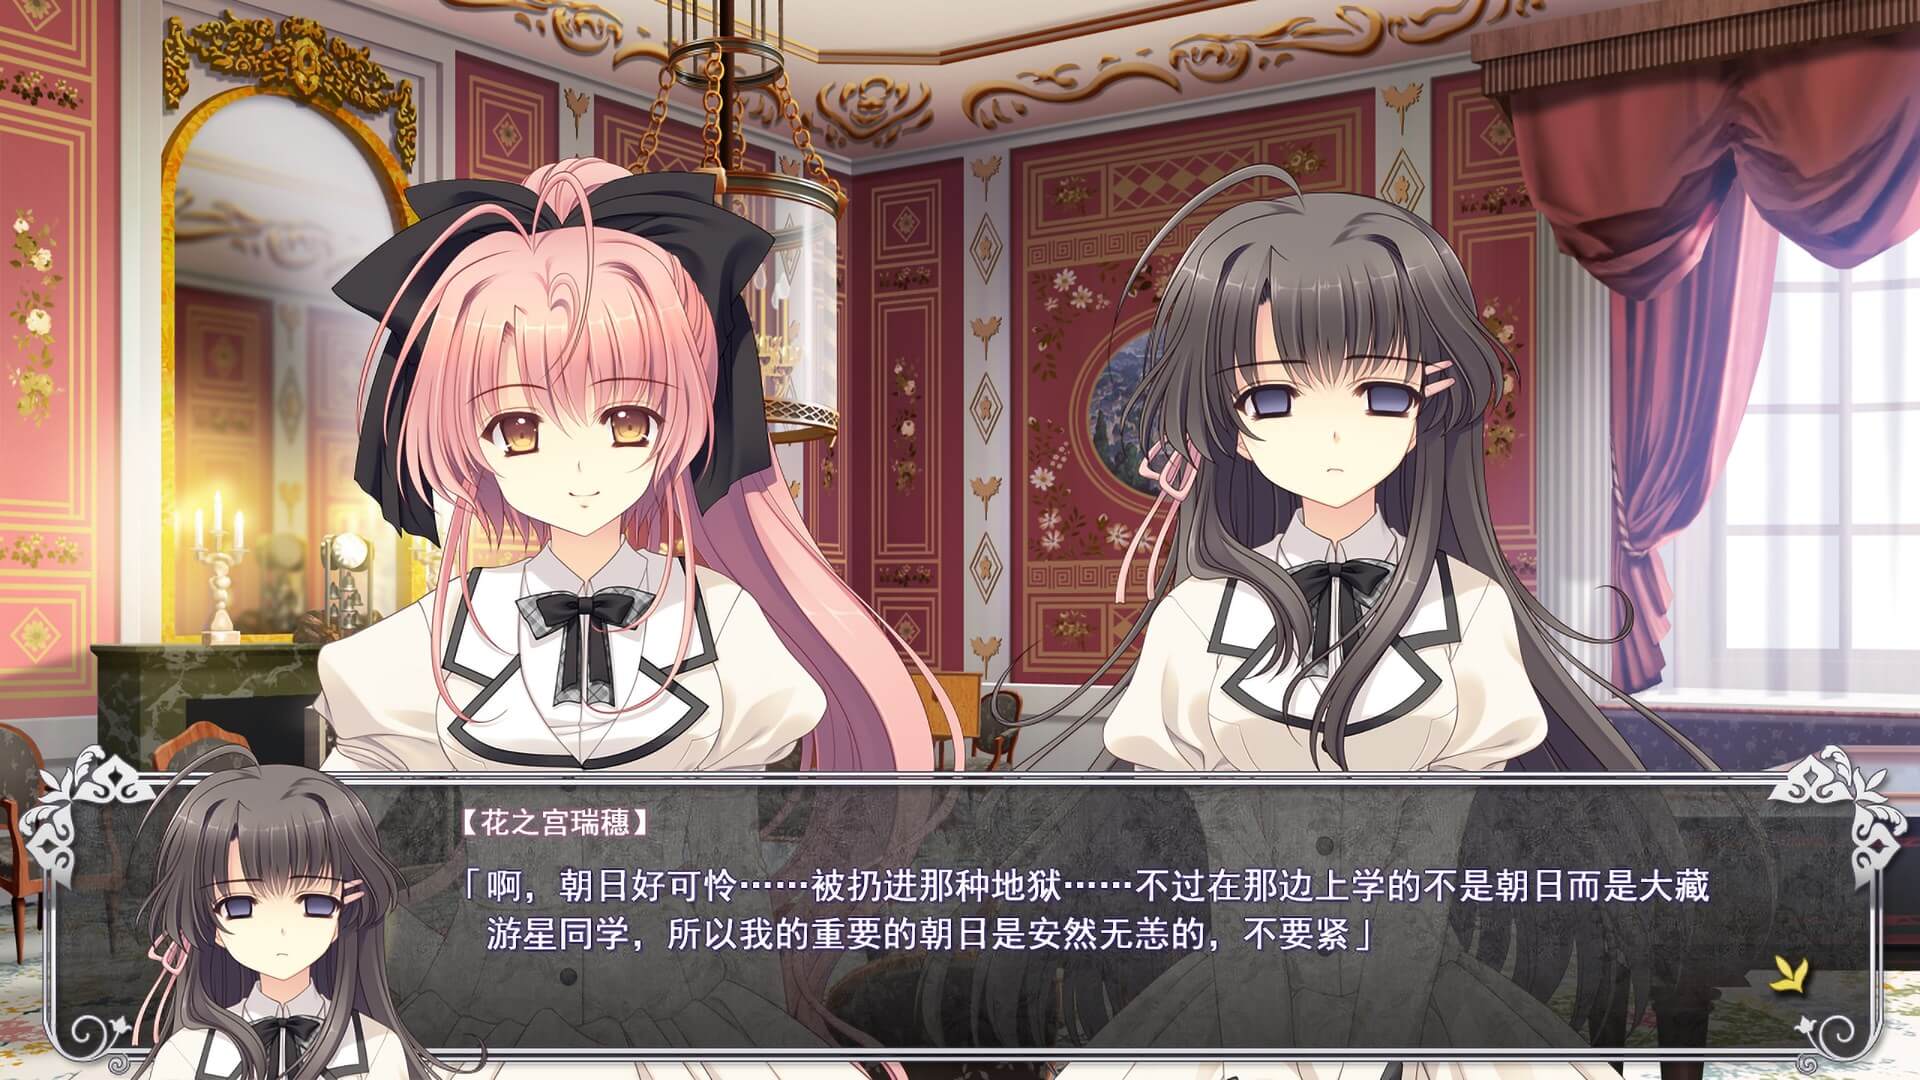 【花之宫瑞穗】
「啊，朝日好可怜……被扔进那种地狱……不过在那边上学的不是朝日而是大藏
游星同学，所以我的重要的朝日是安然无恙的，不要紧」